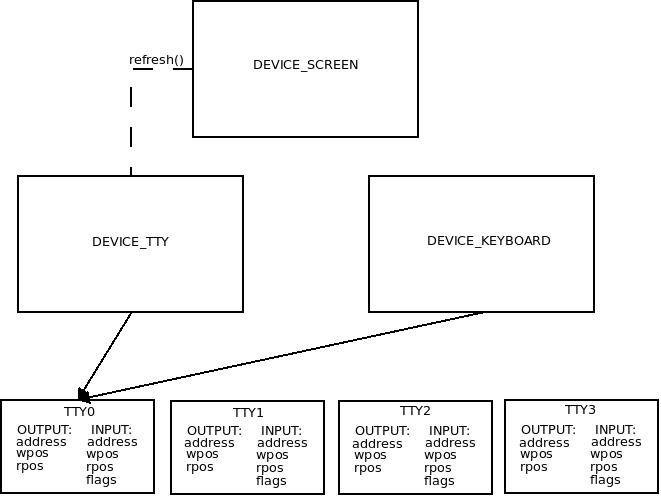 refresh()
DEVICE_SCREEN
DEVICE_TTY
DEVICE_KEYBOARD
TTY0
OUTPUT: INPUT:
address address
wpos wpos
rpos rpos
flags
TTY1
OUTPUT: INPUT:
address address
wpos wpos
rpos rpos
flags
TTY2
OUTPUT: INPUT:
address address
wpos wpos
rpos rpos
flags
TTY3
OUTPUT: INPUT:
address address
wpos wpos
rpos rpos
flags